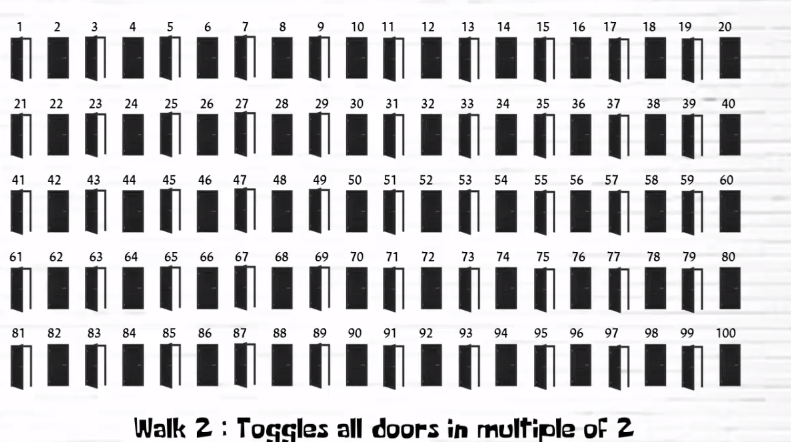 1 2 3 4 5 6 7 8 9 10 11 12 13 14 15 16 17 18 19 20
21 22 23 24 25 26 27 28 29 30 31 32 33 34 35 36 37 38 39 40
41 42 43 44 45 46 47 48 49 50 51 52 53 54 55 56 57 58 59 60
61 62 63 64 65 66 67 68 69 70 71 72 73 74 75 76 77 78 79 80
81 82 83 84 85 86 87 88 89 90 91 92 93 94 95 96 97 98 99 100
Walk 2 : Toggles all doors in multiple of 2